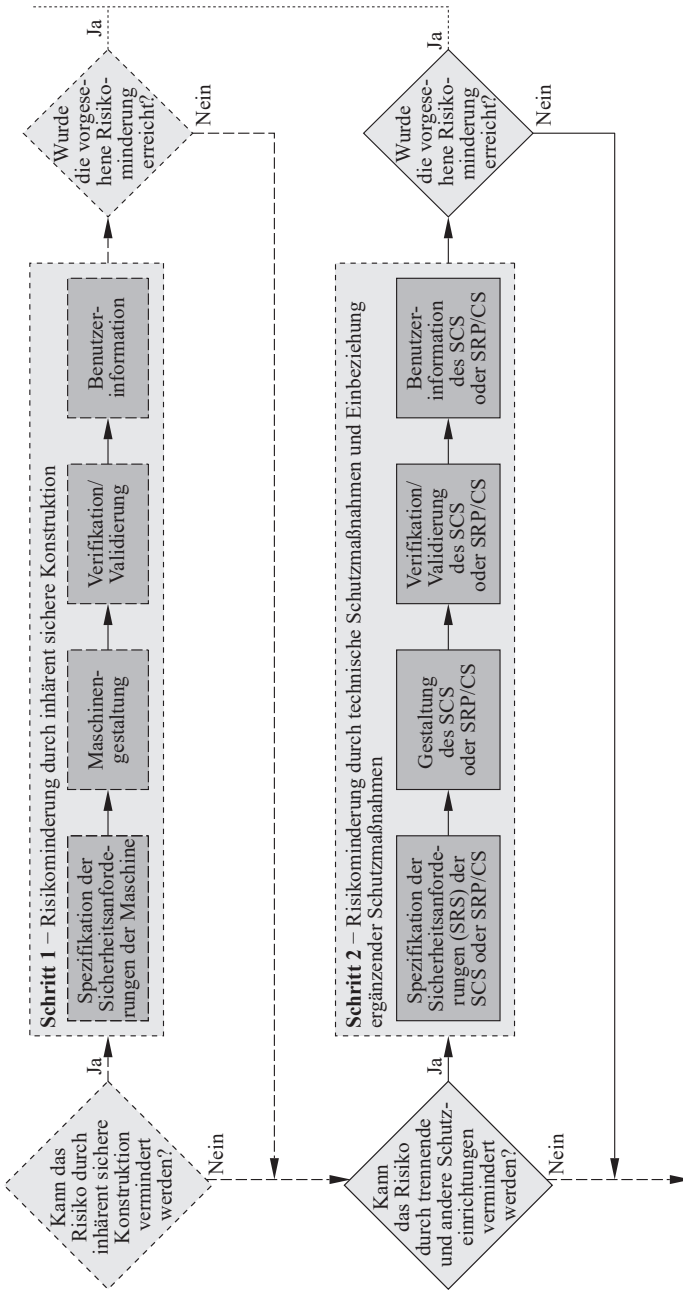 Kann das
Risiko durch
inhärent sichere
Konstruktion
vermindert
werden?
Ja
Nein
Schritt 1 – Risikominderung durch inhärent sichere Konstruktion
Spezifikation der
Sicherheitsanforde-
rungen der Maschine
Maschinen-
gestaltung
Verifikation/
Validierung
Benutzer-
information
Wurde
die vorgese-
hene Risiko-
minderung
erreicht?
Ja
Nein
Kann
das Risiko
durch trennende
und andere Schutz-
einrichtungen
vermindert
werden?
Ja
Nein
Schritt 2 – Risikominderung durch technische Schutzmaßnahmen und Einbeziehung
ergänzender Schutzmaßnahmen
Spezifikation der
Sicherheitsanforde-
rungen (SRS) der
SCS oder SRP/CS
Gestaltung
des SCS
oder SRP/CS
Verifikation/
Validierung
des SCS
oder SRP/CS
Benutzer-
information
des SCS
oder SRP/CS
Wurde
die vorgese-
hene Risiko-
minderung
erreicht?
Ja
Nein